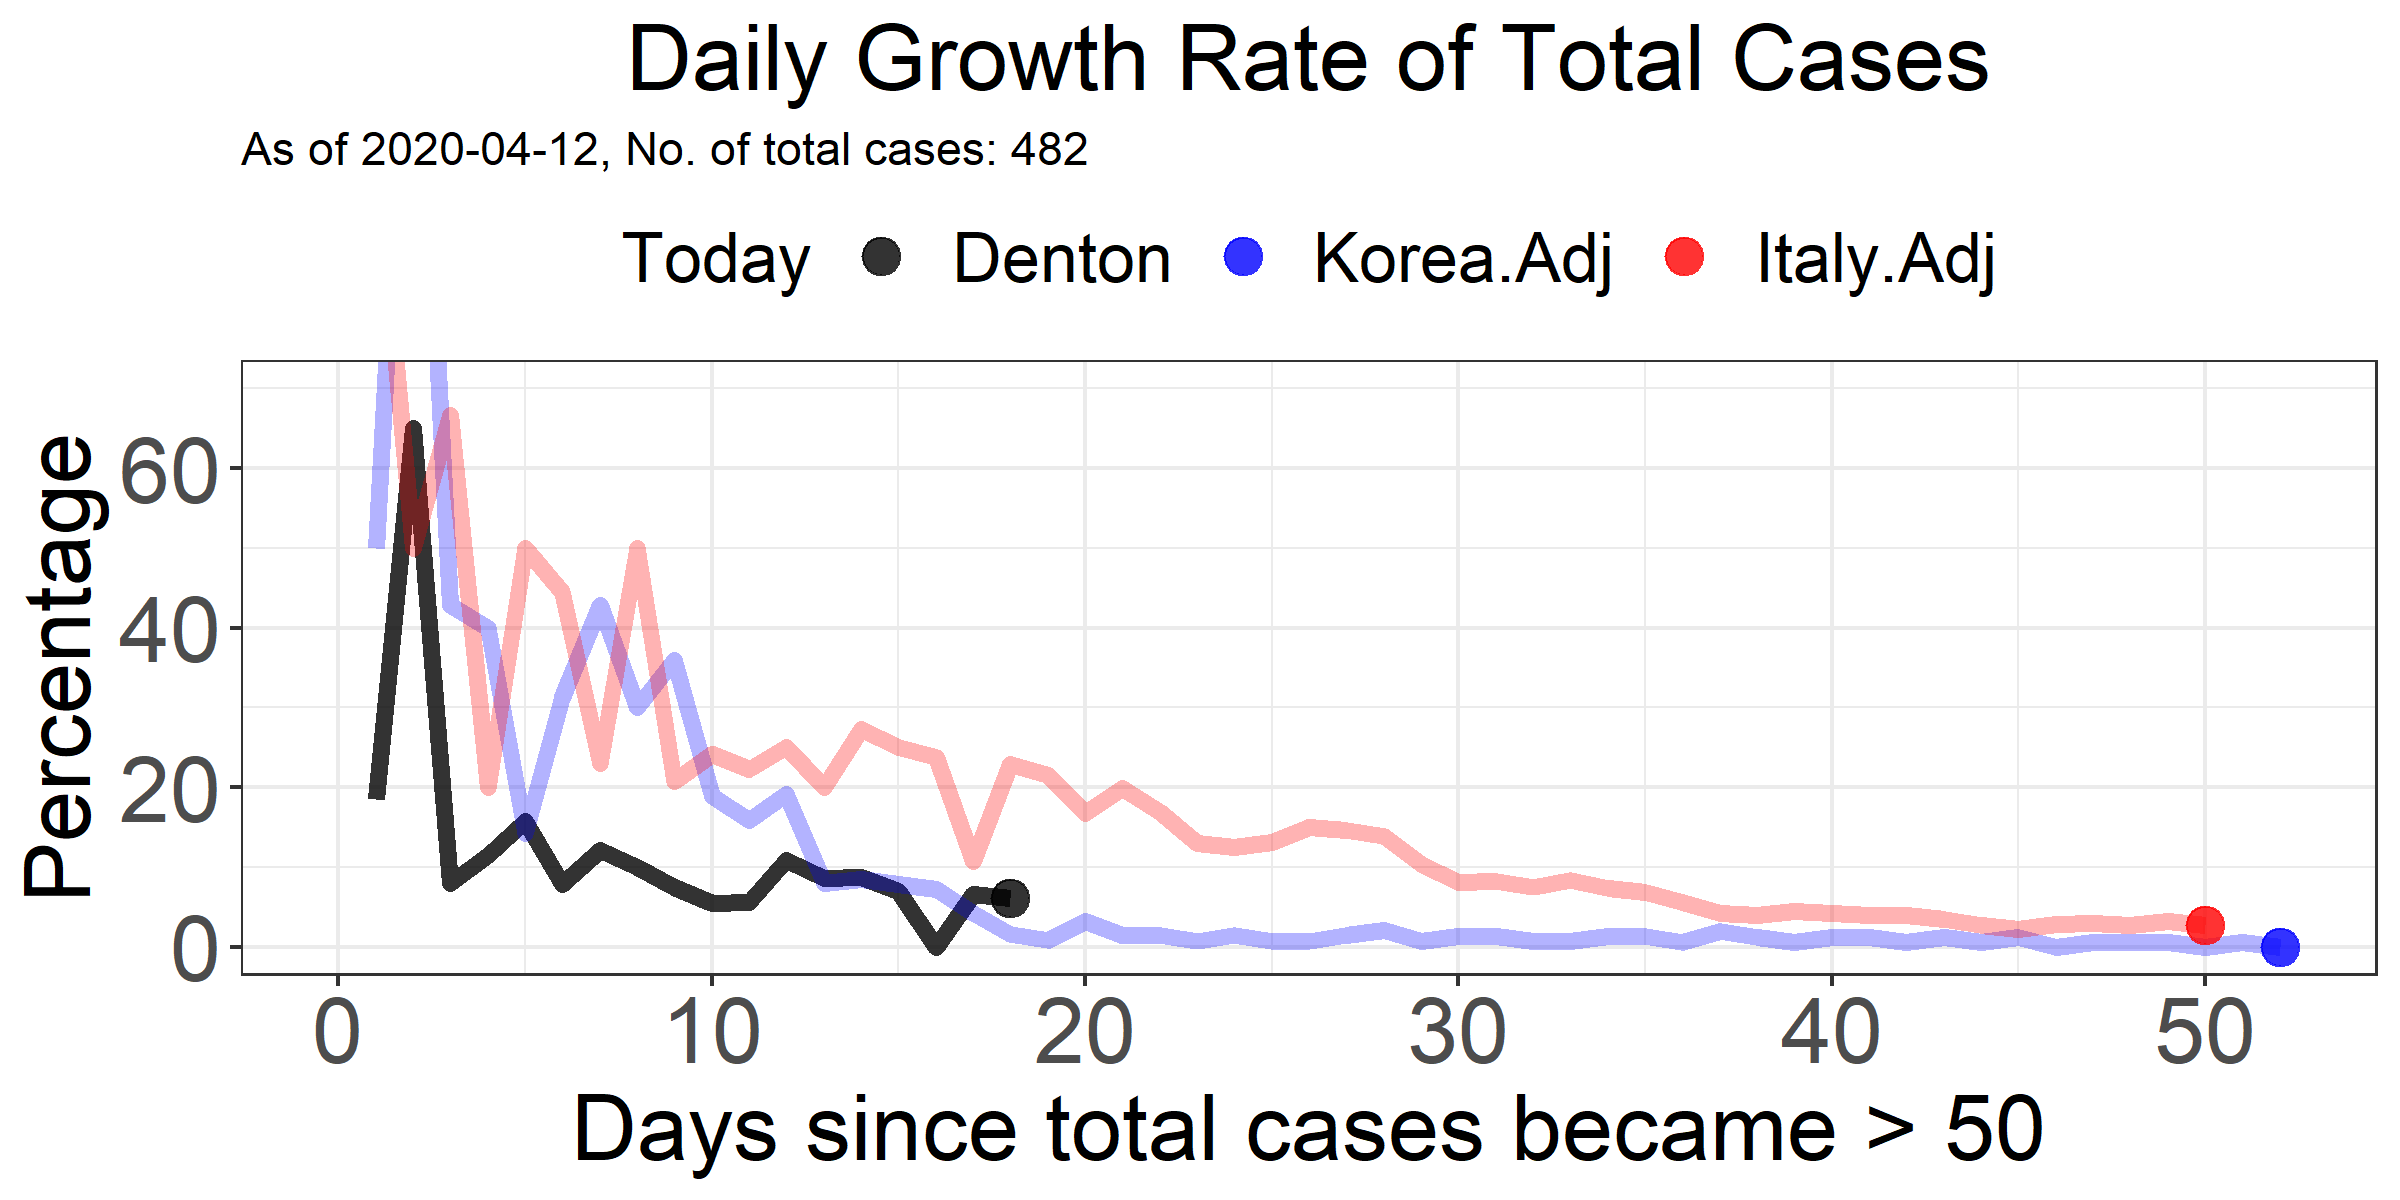 Daily Growth Rate of Total Cases
As of 2020-04-12, No. of total cases: 482
Today Denton Korea.Adj Italy.Adj
Percentage
60
40
20
0
0 10 20 30 40 50
Days since total cases became > 50